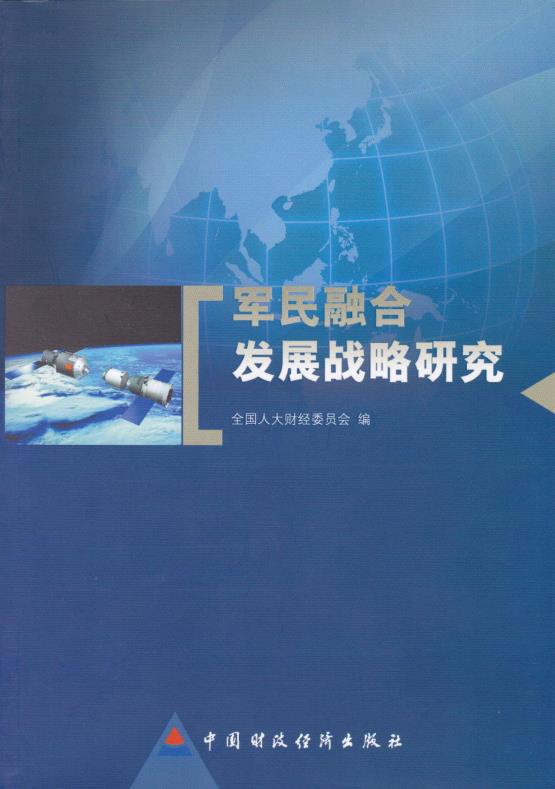 军民融合
发展战略研究
全国人大财经委员会 编
中国财政经济出版社